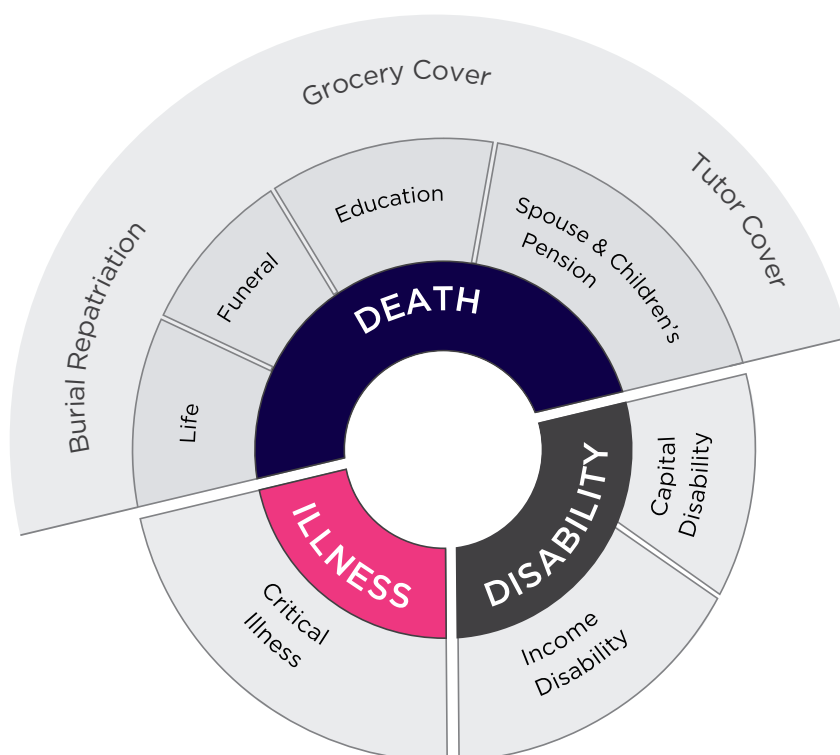 Grocery Cover
Burial Repatriation
Tutor Cover
Education
Spouse & Children's
Pension
Funeral
Life
DEATH
Capital
Disability
DISABILITY
ILLNESS
Critical
Illness
Income
Disability